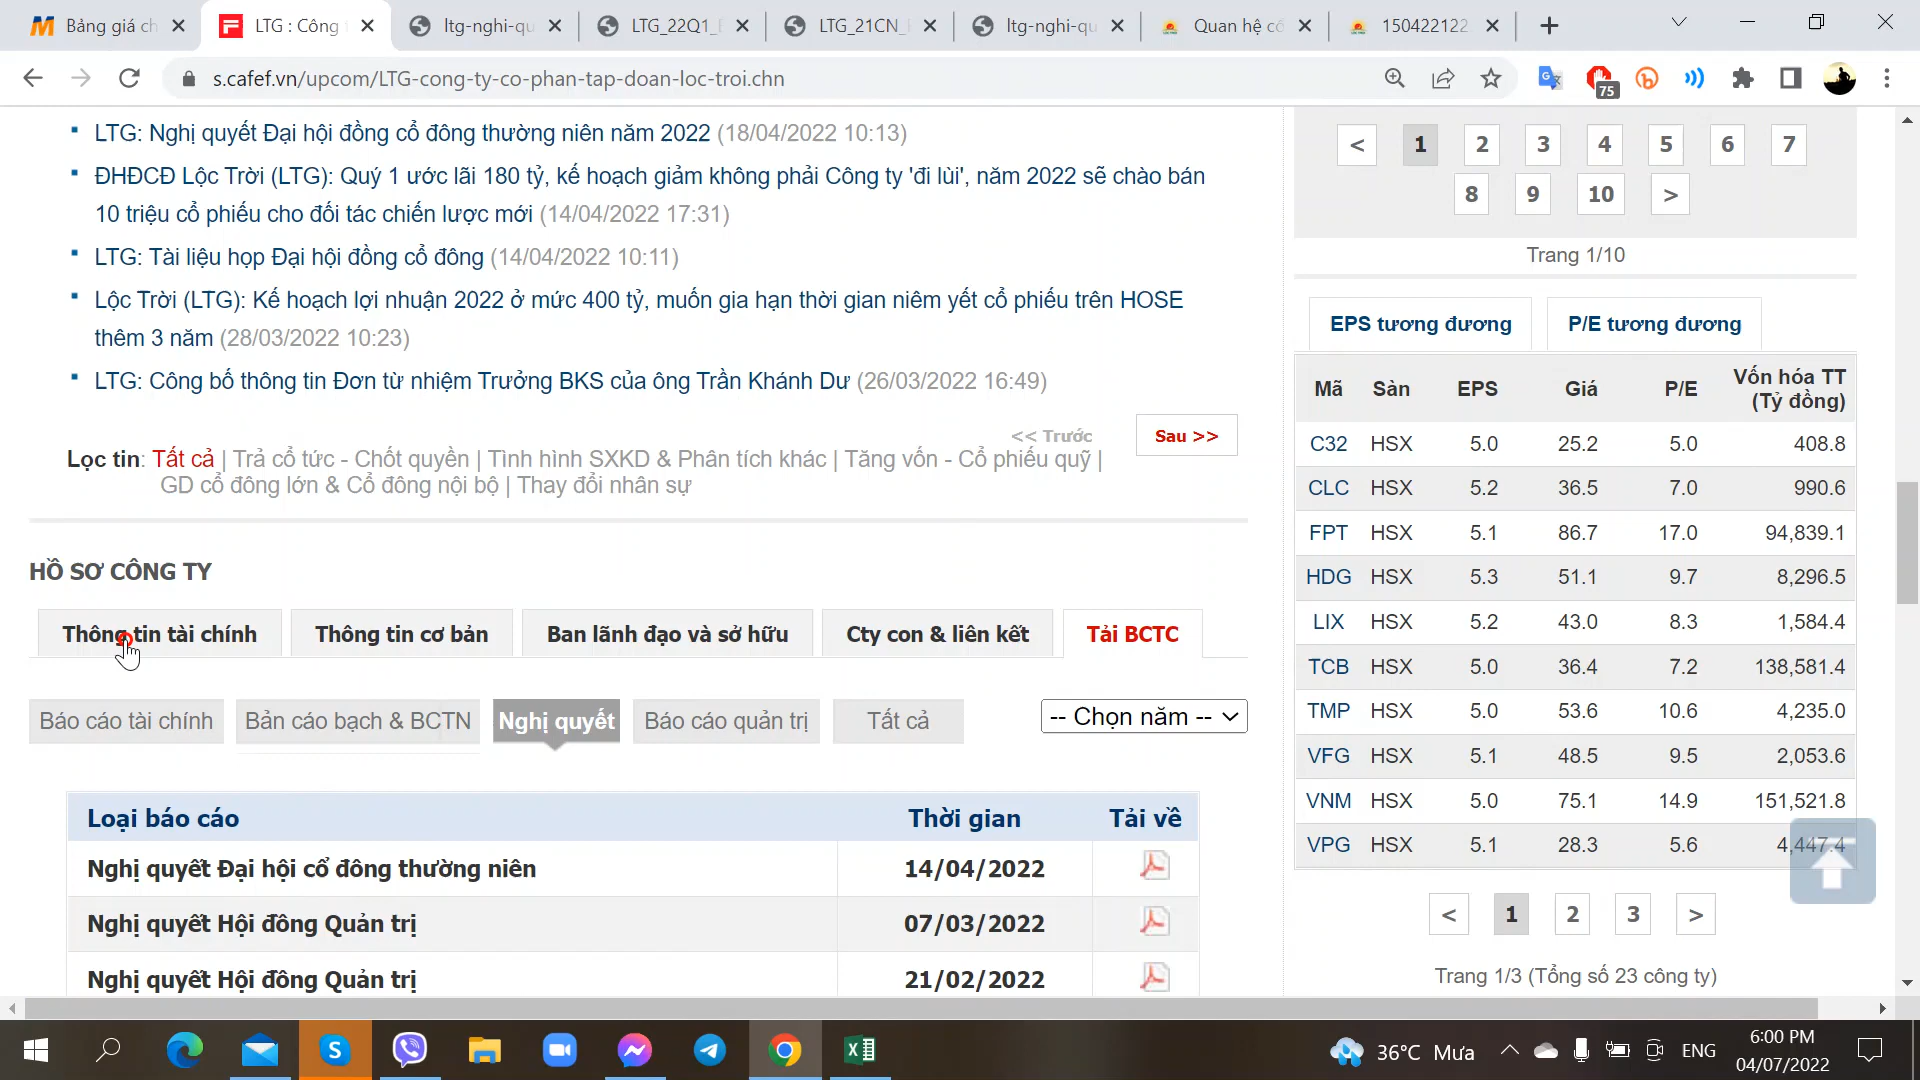 Bảng giá ch
LTG : Công
ltg-nghi-qu
LTG_22Q1_
LTG_21CN_
ltg-nghi-qu
Quan hệ cổ
150422122
s.cafef.vn/upcom/LTG-cong-ty-co-phan-tap-doan-loc-troi.chn
75
LTG: Nghị quyết Đại hội đồng cổ đông thường niên năm 2022 (18/04/2022 10:13)
ĐHĐCĐ Lộc Trời (LTG): Quý 1 ước lãi 180 tỷ, kế hoạch giảm không phải Công ty 'đi lùi', năm 2022 sẽ chào bán
10 triệu cổ phiếu cho đối tác chiến lược mới (14/04/2022 17:31)
LTG: Tài liệu họp Đại hội đồng cổ đông (14/04/2022 10:11)
Lộc Trời (LTG): Kế hoạch lợi nhuận 2022 ở mức 400 tỷ, muốn gia hạn thời gian niêm yết cổ phiếu trên HOSE
thêm 3 năm (28/03/2022 10:23)
LTG: Công bố thông tin Đơn từ nhiệm Trưởng BKS của ông Trần Khánh Dư (26/03/2022 16:49)
<< Trước Sau >>
Lọc tin: Tất cả | Trả cổ tức - Chốt quyền | Tình hình SXKD & Phân tích khác | Tăng vốn - Cổ phiếu quỹ |
GD cổ đông lớn & Cổ đông nội bộ | Thay đổi nhân sự
HỒ SƠ CÔNG TY
Thông tin tài chính Thông tin cơ bản Ban lãnh đạo và sở hữu Cty con & liên kết Tải BCTC
Báo cáo tài chính Bản cáo bạch & BCTN Nghị quyết Báo cáo quản trị Tất cả -- Chọn năm --
Loại báo cáo Thời gian Tải về
Nghị quyết Đại hội cổ đông thường niên 14/04/2022
Nghị quyết Hội đồng Quản trị 07/03/2022
Nghị quyết Hội đồng Quản trị 21/02/2022
< 1 2 3 4 5 6 7
8 9 10 >
Trang 1/10
EPS tương đương P/E tương đương
Mã Sàn EPS Giá P/E Vốn hóa TT
(Tỷ đồng)
C32 HSX 5.0 25.2 5.0 408.8
CLC HSX 5.2 36.5 7.0 990.6
FPT HSX 5.1 86.7 17.0 94,839.1
HDG HSX 5.3 51.1 9.7 8,296.5
LIX HSX 5.2 43.0 8.3 1,584.4
TCB HSX 5.0 36.4 7.2 138,581.4
TMP HSX 5.0 53.6 10.6 4,235.0
VFG HSX 5.1 48.5 9.5 2,053.6
VNM HSX 5.0 75.1 14.9 151,521.8
VPG HSX 5.1 28.3 5.6 4,447.4
< 1 2 3 >
Trang 1/3 (Tổng số 23 công ty)
36°C Mưa
ENG
6:00 PM
04/07/2022